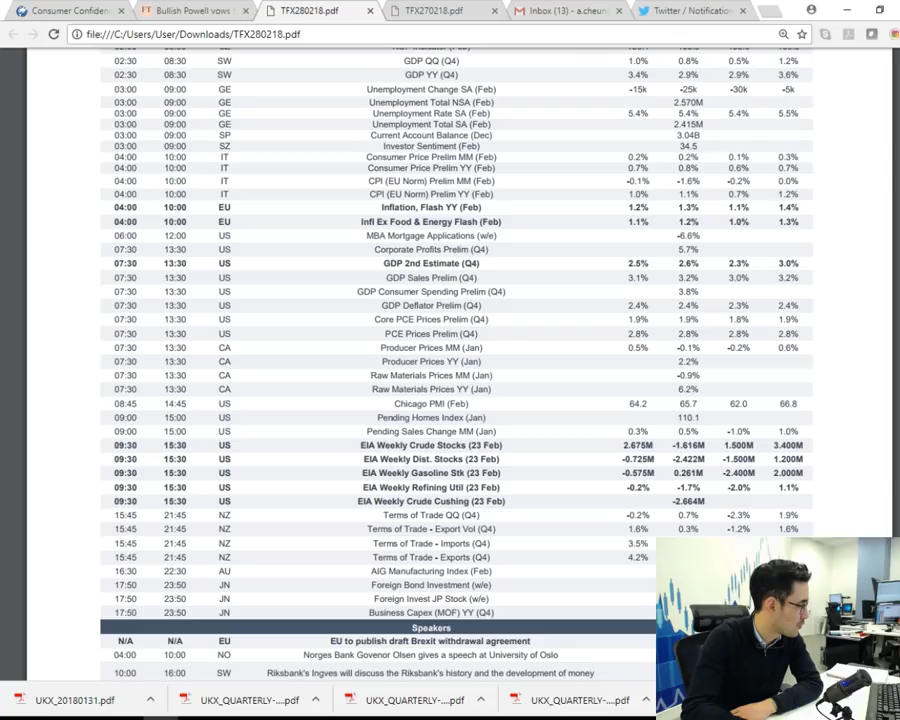 Consumer Confiden
FT Bullish Powell vows t
TFX280218.pdf
TFX270218.pdf
Inbox (13) - a.cheun
Twitter / Notificatio
file:///C:/Users/User/Downloads/TFX280218.pdf
02:30 08:30 SW GDP QQ (Q4) 1.0% 0.8% 0.5% 1.2%
02:30 08:30 SW GDP YY (Q4) 3.4% 2.9% 2.9% 3.6%
03:00 09:00 GE Unemployment Change SA (Feb) -15k -25k -30k -5k
03:00 09:00 GE Unemployment Total NSA (Feb) 2.570M
03:00 09:00 GE Unemployment Rate SA (Feb) 5.4% 5.4% 5.4% 5.5%
03:00 09:00 GE Unemployment Total SA (Feb) 2.415M
03:00 09:00 SP Current Account Balance (Dec) 3.04B
03:00 09:00 SZ Investor Sentiment (Feb) 34.5
04:00 10:00 IT Consumer Price Prelim MM (Feb) 0.2% 0.2% 0.1% 0.3%
04:00 10:00 IT Consumer Price Prelim YY (Feb) 0.7% 0.8% 0.6% 0.7%
04:00 10:00 IT CPI (EU Norm) Prelim MM (Feb) -0.1% -1.6% -0.2% 0.0%
04:00 10:00 IT CPI (EU Norm) Prelim YY (Feb) 1.0% 1.1% 0.7% 1.2%
04:00 10:00 EU Inflation, Flash YY (Feb) 1.2% 1.3% 1.1% 1.4%
04:00 10:00 EU Infl Ex Food & Energy Flash (Feb) 1.1% 1.2% 1.0% 1.3%
06:00 12:00 US MBA Mortgage Applications (w/e) -6.6%
07:30 13:30 US Corporate Profits Prelim (Q4) 5.7%
07:30 13:30 US GDP 2nd Estimate (Q4) 2.5% 2.6% 2.3% 3.0%
07:30 13:30 US GDP Sales Prelim (Q4) 3.1% 3.2% 3.0% 3.2%
07:30 13:30 US GDP Consumer Spending Prelim (Q4) 3.8%
07:30 13:30 US GDP Deflator Prelim (Q4) 2.4% 2.4% 2.3% 2.4%
07:30 13:30 US Core PCE Prices Prelim (Q4) 1.9% 1.9% 1.8% 1.9%
07:30 13:30 US PCE Prices Prelim (Q4) 2.8% 2.8% 2.8% 2.8%
07:30 13:30 CA Producer Prices MM (Jan) 0.5% -0.1% -0.2% 0.6%
07:30 13:30 CA Producer Prices YY (Jan) 2.2%
07:30 13:30 CA Raw Materials Prices MM (Jan) -0.9%
07:30 13:30 CA Raw Materials Prices YY (Jan) 6.2%
08:45 14:45 US Chicago PMI (Feb) 64.2 65.7 62.0 66.8
09:00 15:00 US Pending Homes Index (Jan) 110.1
09:00 15:00 US Pending Sales Change MM (Jan) 0.3% 0.5% -1.0% 1.0%
09:30 15:30 US EIA Weekly Crude Stocks (23 Feb) 2.675M -1.616M 1.500M 3.400M
09:30 15:30 US EIA Weekly Dist. Stocks (23 Feb) -0.725M -2.422M -1.500M 1.200M
09:30 15:30 US EIA Weekly Gasoline Stk (23 Feb) -0.575M 0.261M -2.400M 2.000M
09:30 15:30 US EIA Weekly Refining Util (23 Feb) -0.2% -1.7% -2.0% 1.1%
09:30 15:30 US EIA Weekly Crude Cushing (23 Feb) -2.664M
15:45 21:45 NZ Terms of Trade QQ (Q4) -0.2% 0.7% -2.3% 1.9%
15:45 21:45 NZ Terms of Trade - Export Vol (Q4) 1.6% 0.3% -1.2% 1.6%
15:45 21:45 NZ Terms of Trade - Imports (Q4) 3.5%
15:45 21:45 NZ Terms of Trade - Exports (Q4) 4.2%
16:30 22:30 AU AIG Manufacturing Index (Feb)
17:50 23:50 JN Foreign Bond Investment (w/e)
17:50 23:50 JN Foreign Invest JP Stock (w/e)
17:50 23:50 JN Business Capex (MOF) YY (Q4)
Speakers
N/A N/A EU EU to publish draft Brexit withdrawal agreement
04:00 10:00 NO Norges Bank Govenor Olsen gives a speech at University of Oslo
10:00 16:00 SW Riksbank's Ingves will discuss the Riksbank's history and the development of money
UKX_20180131.pdf
UKX_QUARTERLY-....pdf
UKX_QUARTERLY-....pdf
UKX_QUARTERLY-....pdf